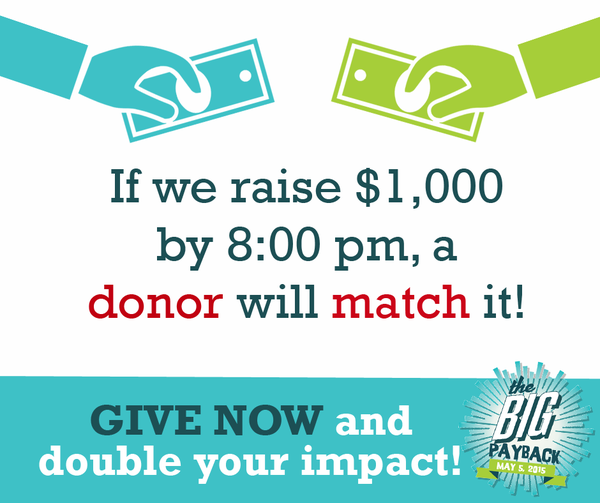 If we raise $1,000
by 8:00 pm, a
donor will match it!
GIVE NOW and
double your impact!
the
BIG
PAYBACK
MAY 5, 2015